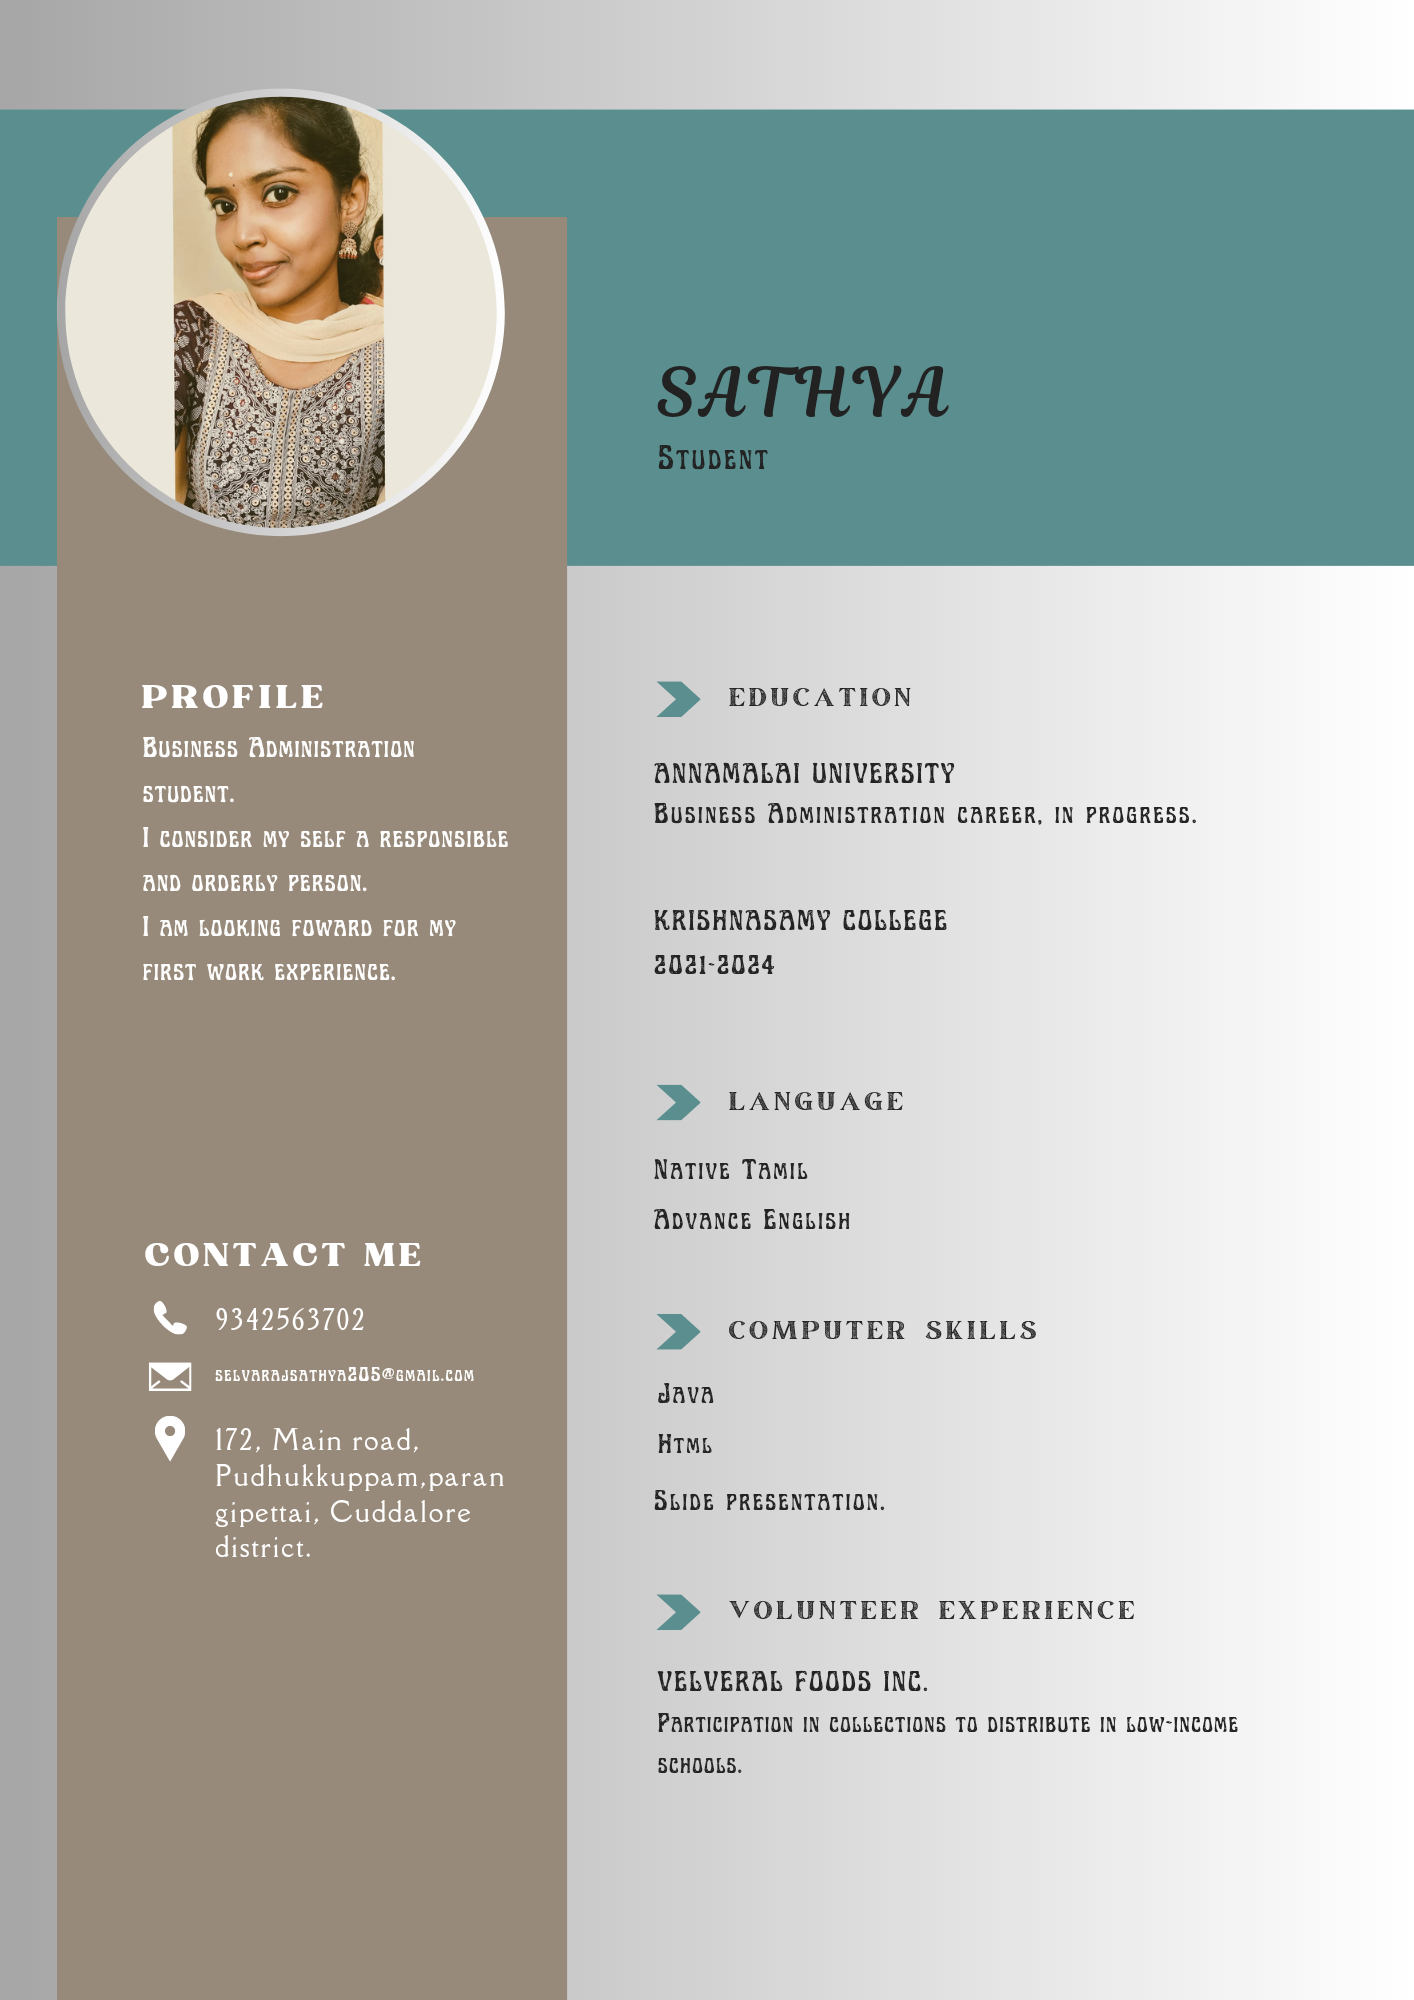 SATHYA
Student
PROFILE
Business Administration
student.
I consider my self a responsible
and orderly person.
I am looking foward for my
first work experience.
CONTACT ME
9342563702
selvarajsathya205@gmail.com
172, Main road,
Pudhukkuppam,paran
gipettai, Cuddalore
district.
EDUCATION
ANNAMALAI UNIVERSITY
Business Administration career, in progress.
KRISHNASAMY COLLEGE
2021-2024
LANGUAGE
Native Tamil
Advance English
COMPUTER SKILLS
Java
Html
Slide presentation.
VOLUNTEER EXPERIENCE
VELVERAL FOODS INC.
Participation in collections to distribute in low-income
schools.